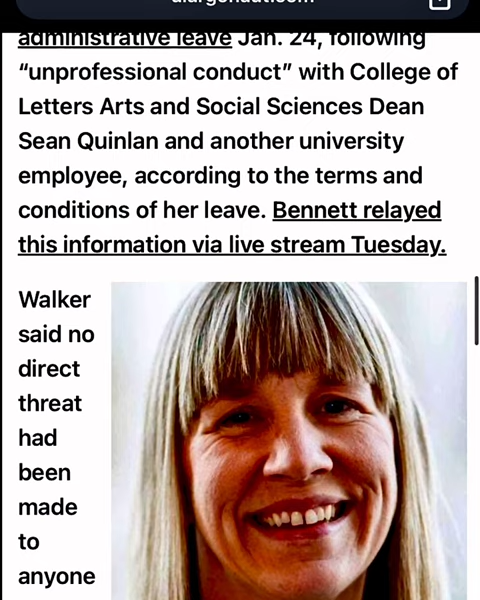 administrative leave Jan. 24, following
“unprofessional conduct” with College of
Letters Arts and Social Sciences Dean
Sean Quinlan and another university
employee, according to the terms and
conditions of her leave. Bennett relayed
this information via live stream Tuesday.
Walker
said no
direct
threat
had
been
made
to
anyone